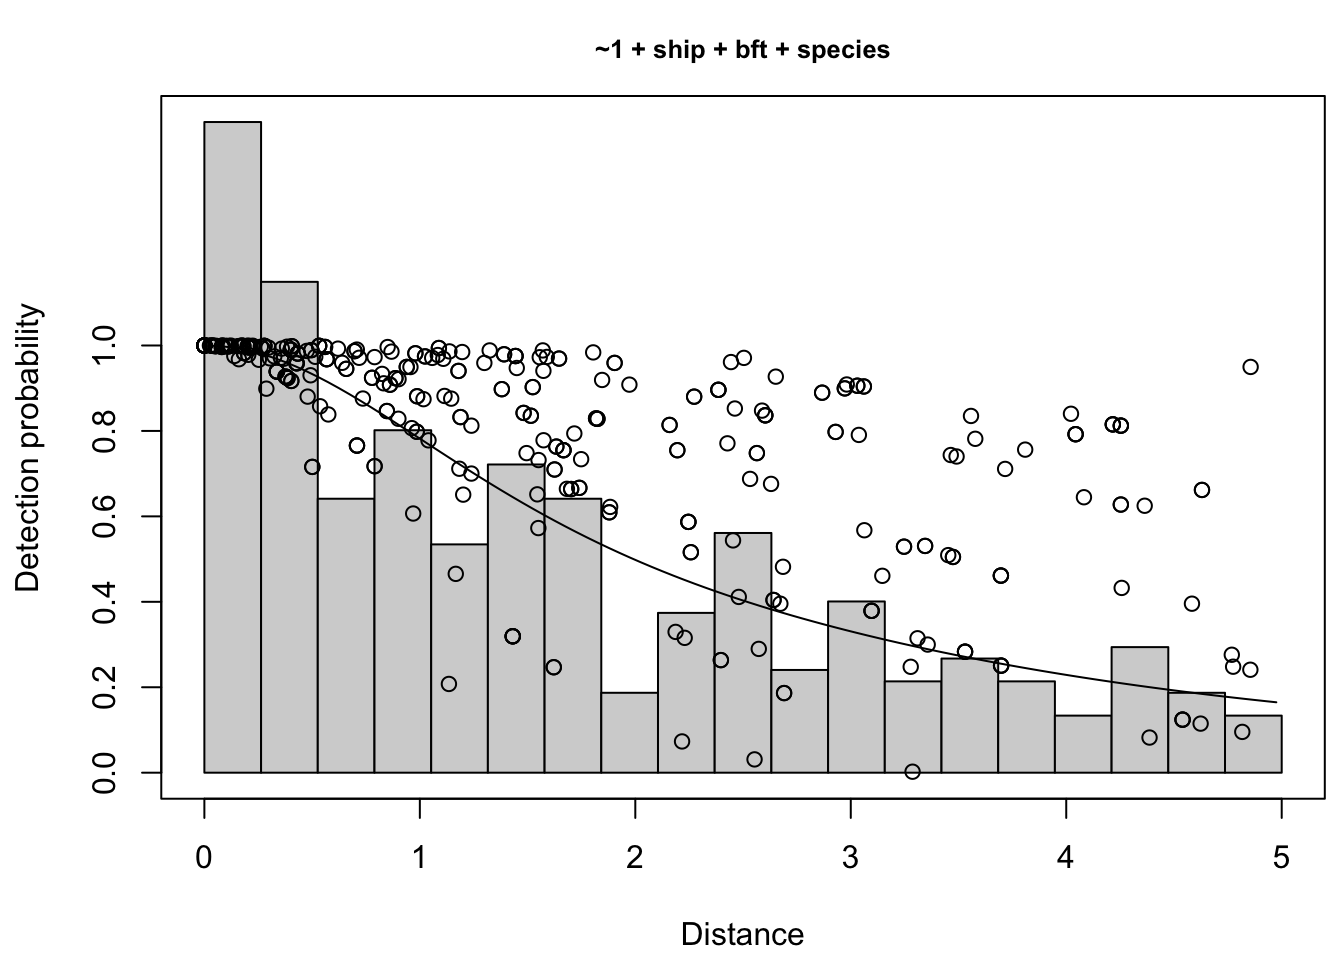 ~1 + ship + bft + species
Detection probability
1.0
0.8
0.6
0.4
0.2
0.0
0 1 2 3 4 5
Distance